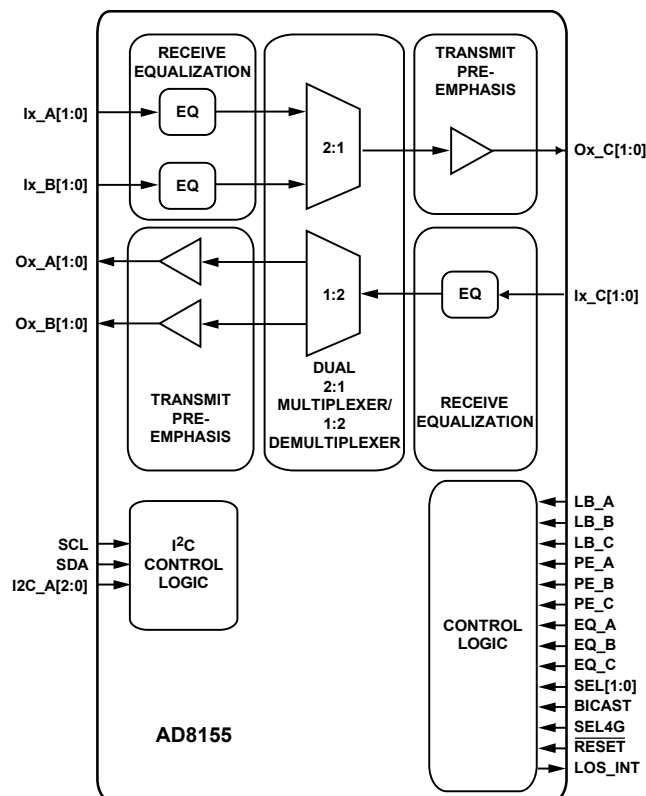 RECEIVE
EQUALIZATION
TRANSMIT
PRE-
EMPHASIS
Ix_A[1:0]
EQ
2:1
Ox_C[1:0]
Ix_B[1:0]
EQ
Ox_A[1:0]
1:2
EQ
Ix_C[1:0]
Ox_B[1:0]
DUAL
2:1
MULTIPLEXER/
1:2
DEMULTIPLEXER
TRANSMIT
PRE-
EMPHASIS
RECEIVE
EQUALIZATION
SCL
SDA
I2C_A[2:0]
I²C
CONTROL
LOGIC
CONTROL
LOGIC
LB_A
LB_B
LB_C
PE_A
PE_B
PE_C
EQ_A
EQ_B
EQ_C
SEL[1:0]
BICAST
SEL4G
RESET
LOS_INT
AD8155